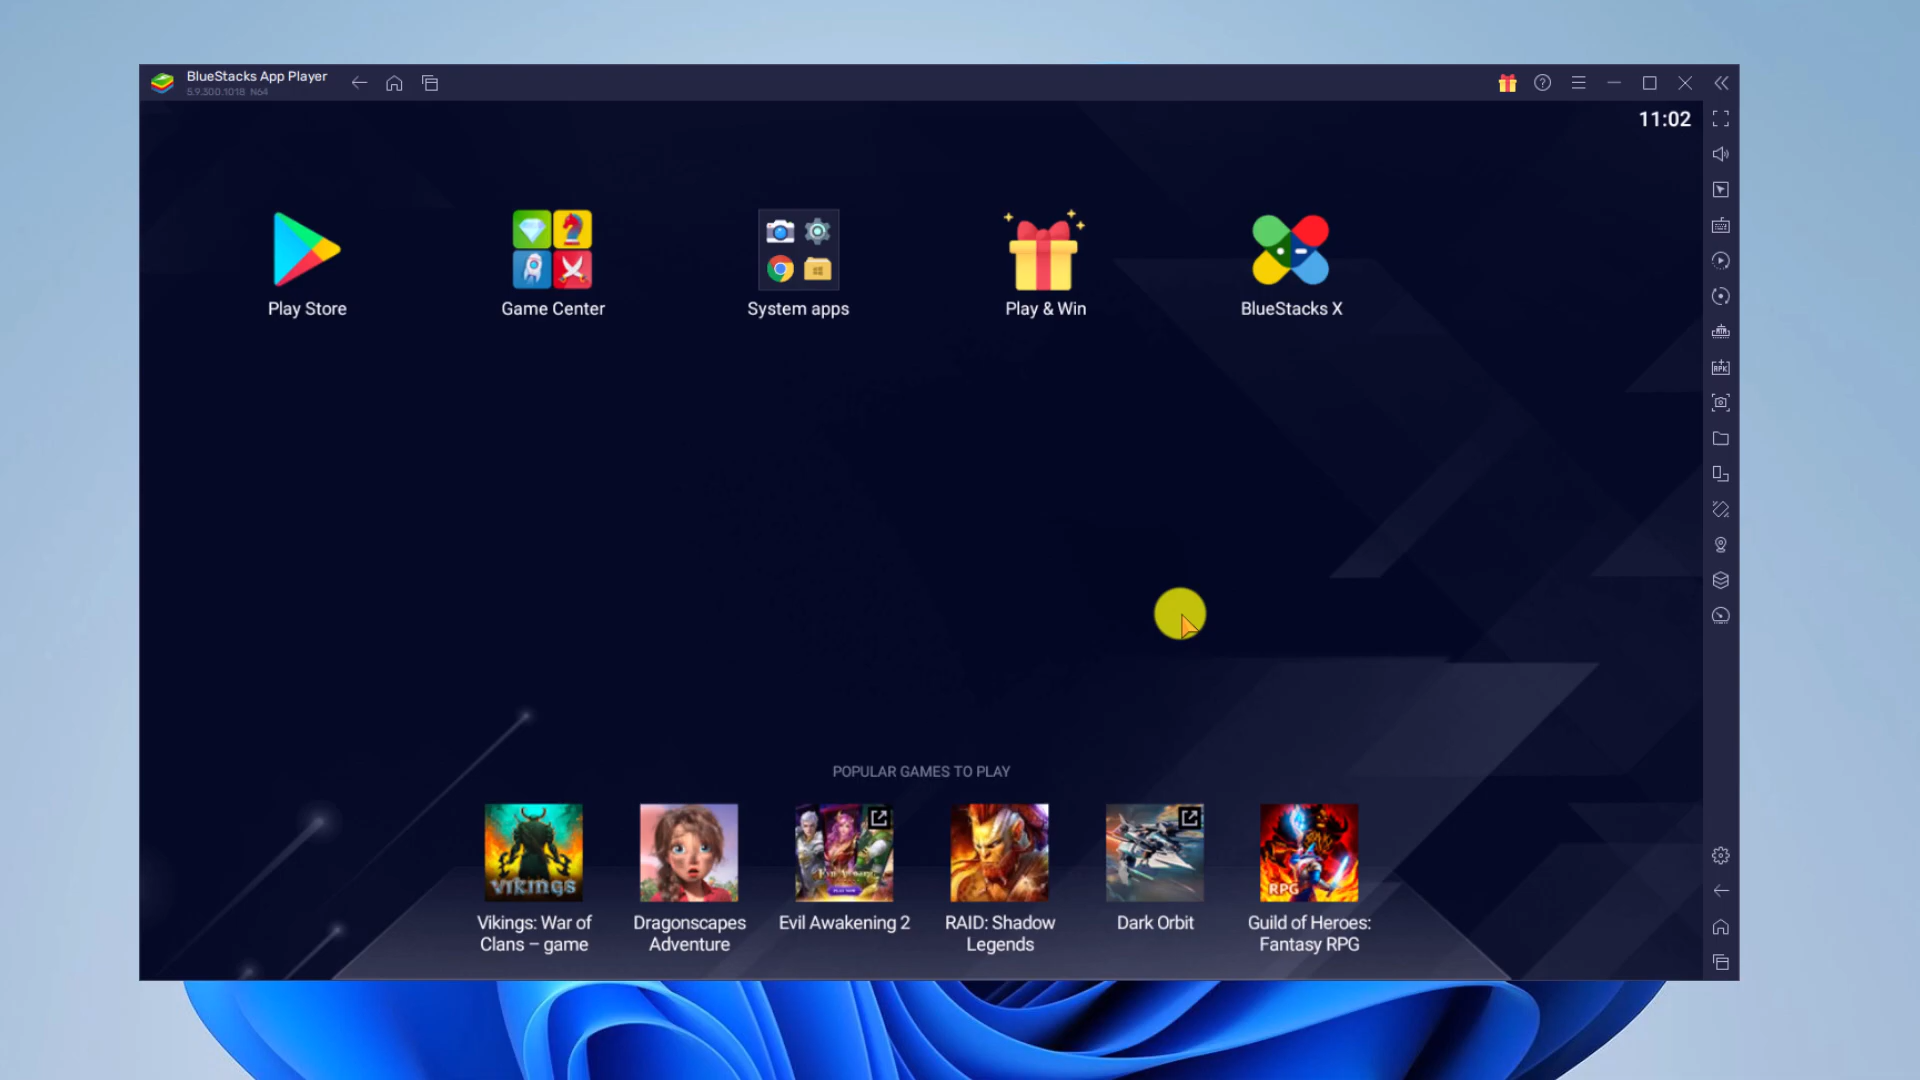 BlueStacks App Player
5.9.300.1018 N64
11:02
Play Store
Game Center
System apps
Play & Win
BlueStacks X
POPULAR GAMES TO PLAY
VIKINGS
RPG
Vikings: War of
Clans – game
Dragonscapes
Adventure
Evil Awakening 2
RAID: Shadow
Legends
Dark Orbit
Guild of Heroes:
Fantasy RPG